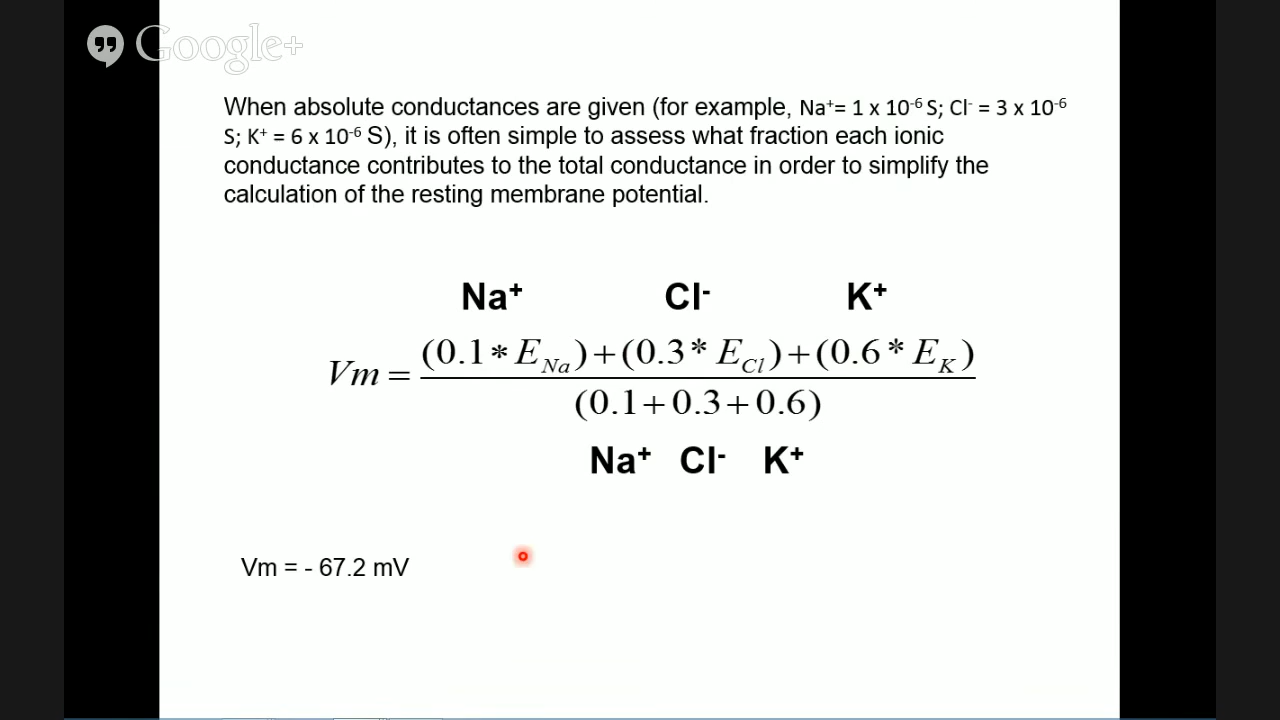 Google+
When absolute conductances are given (for example, Na⁺= 1 x 10⁻⁶ S; Cl⁻ = 3 x 10⁻⁶
S; K⁺ = 6 x 10⁻⁶ S), it is often simple to assess what fraction each ionic
conductance contributes to the total conductance in order to simplify the
calculation of the resting membrane potential.
Na⁺ Cl⁻ K⁺
(0.1* E_Na)+(0.3* E_Cl)+(0.6* E_K)
Vm =
(0.1+0.3+0.6)
Na⁺ Cl⁻ K⁺
Vm = - 67.2 mV